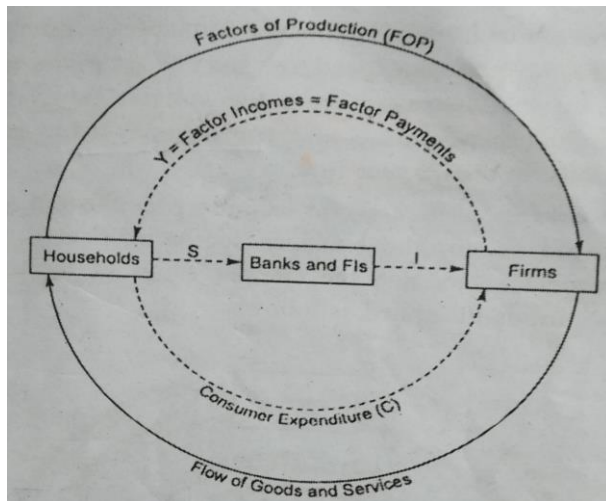 Factors of Production (FOP)
Y = Factor Incomes = Factor Payments
Households
S
Banks and FIs
I
Firms
Consumer Expenditure (C)
Flow of Goods and Services